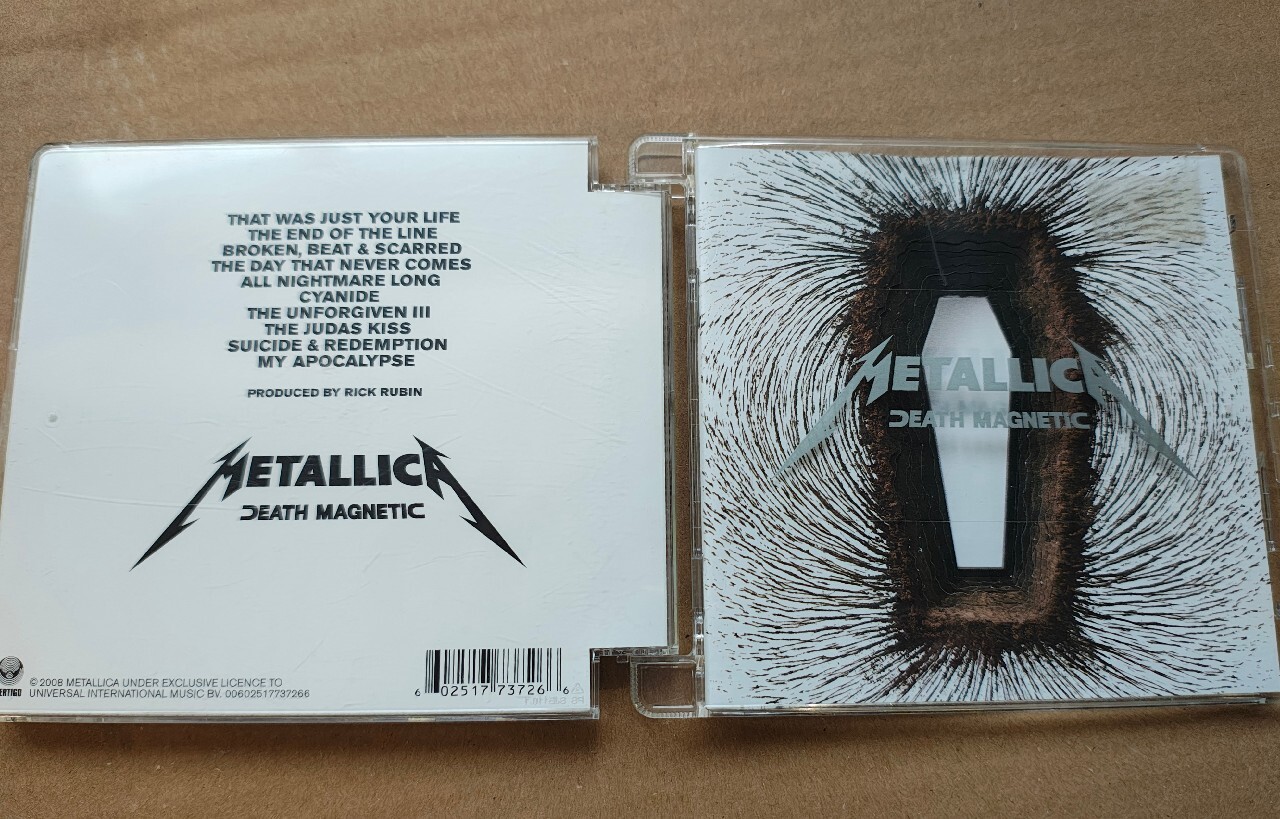 THAT WAS JUST YOUR LIFE
THE END OF THE LINE
BROKEN, BEAT & SCARRED
THE DAY THAT NEVER COMES
ALL NIGHTMARE LONG
CYANIDE
THE UNFORGIVEN III
THE JUDAS KISS
SUICIDE & REDEMPTION
MY APOCALYPSE
PRODUCED BY RICK RUBIN
METALLICA
DEATH MAGNETIC
© 2008 METALLICA UNDER EXCLUSIVE LICENCE TO
UNIVERSAL INTERNATIONAL MUSIC BV. 00602517737266
6 02517 73726 6
METALLICA
DEATH MAGNETIC